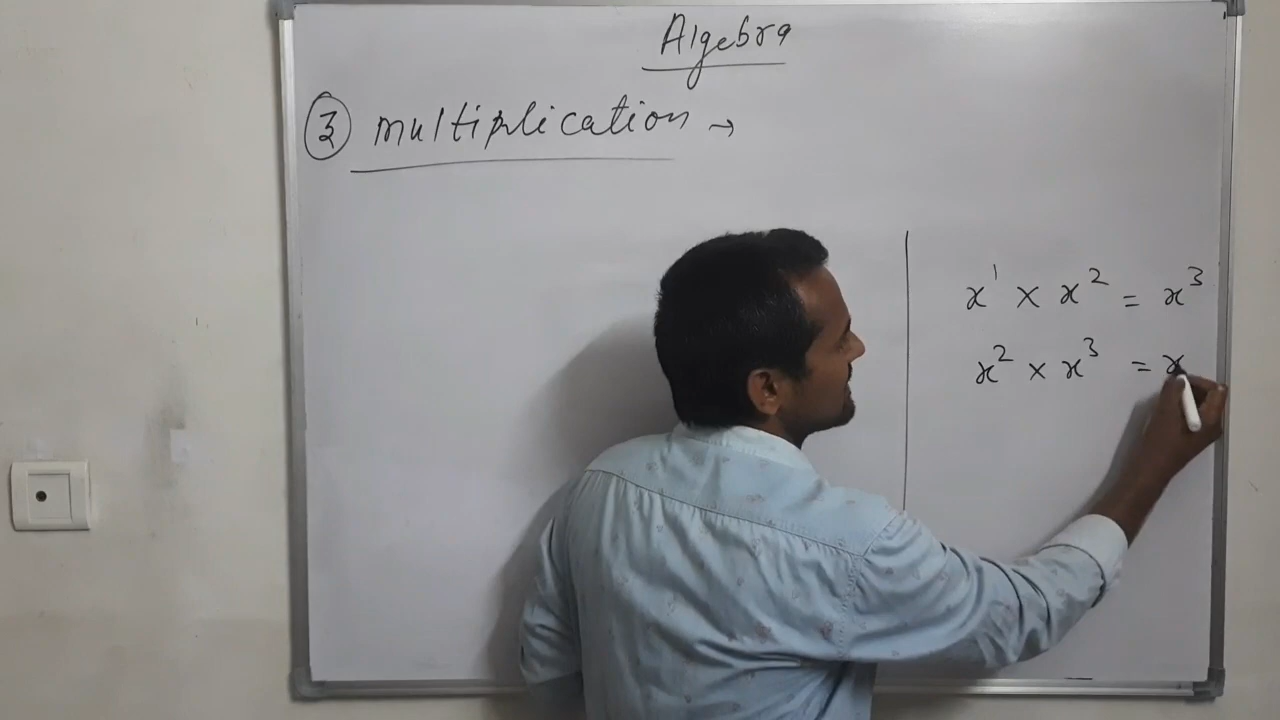 Algebra
③ multiplication →
x¹ × x² = x³
x² × x³ = x